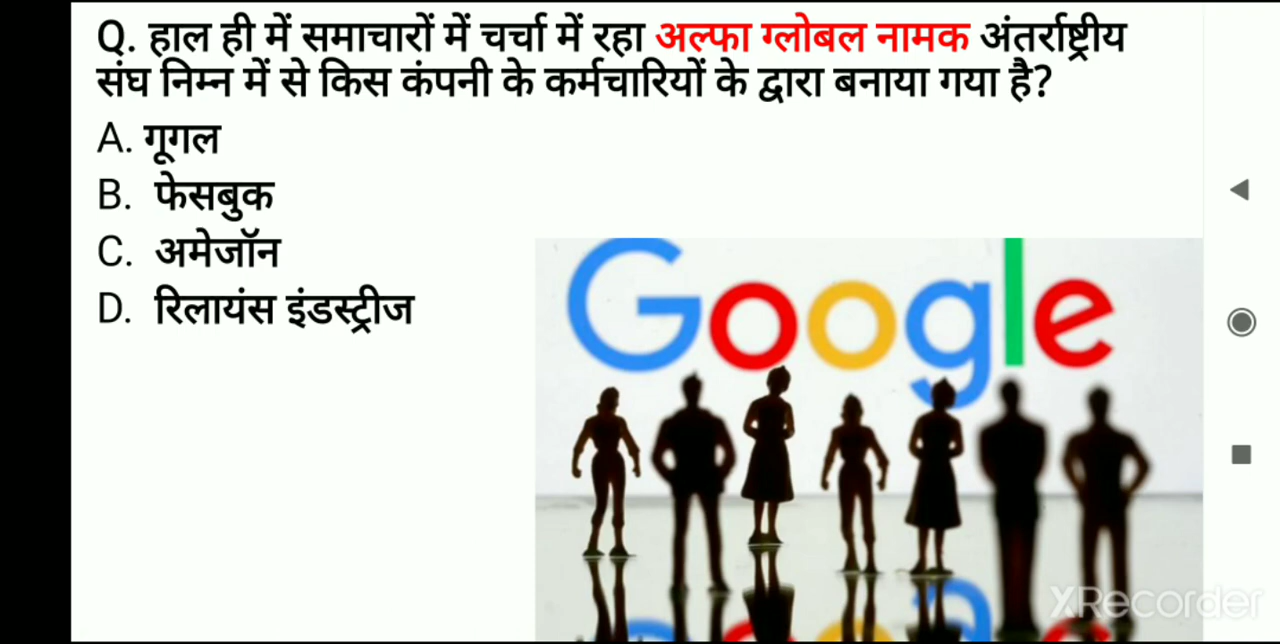 Q. हाल ही में समाचारों में चर्चा में रहा अल्फा ग्लोबल नामक अंतर्राष्ट्रीय
संघ निम्न में से किस कंपनी के कर्मचारियों के द्वारा बनाया गया है?
A. गूगल
B. फेसबुक
C. अमेजॉन
D. रिलायंस इंडस्ट्रीज
Google
XRecorder